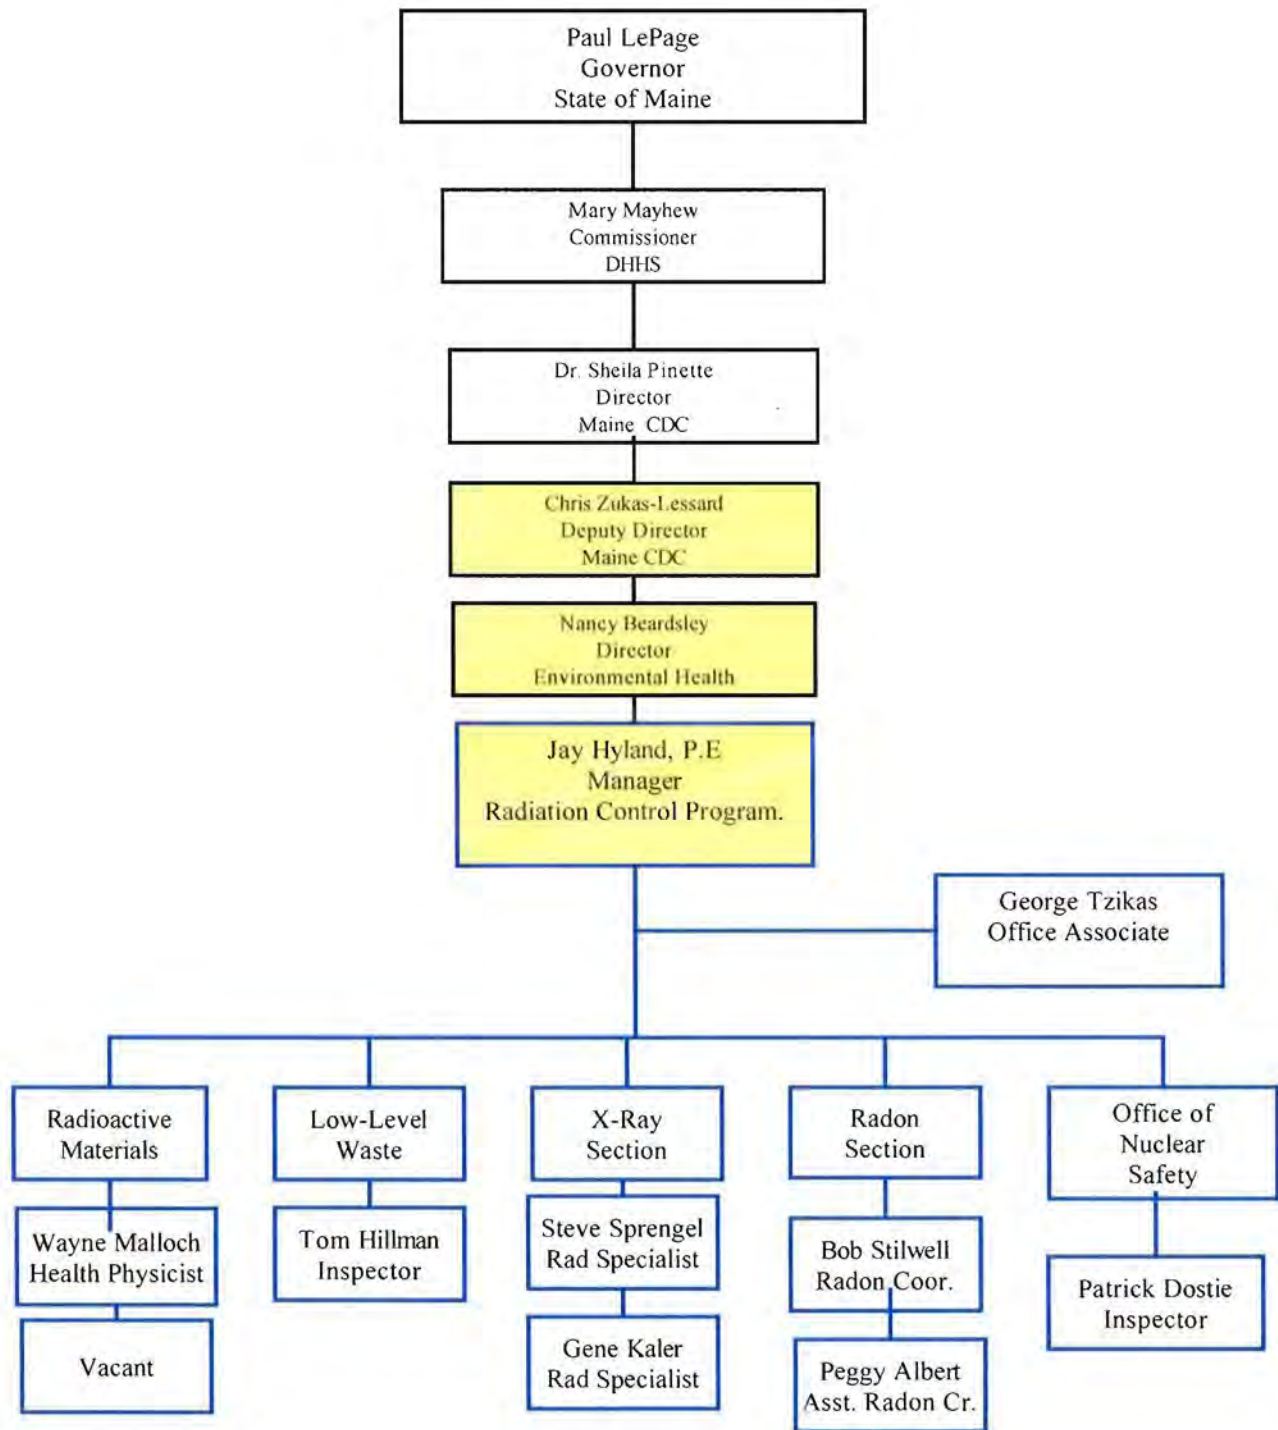 Paul LePage
Governor
State of Maine
Mary Mayhew
Commissioner
DHHS
Dr. Sheila Pinette
Director
Maine CDC
Chris Zukas-Lessard
Deputy Director
Maine CDC
Nancy Beardsley
Director
Environmental Health
Jay Hyland, P.E
Manager
Radiation Control Program.
George Tzikas
Office Associate
Radioactive
Materials
Wayne Malloch
Health Physicist
Vacant
Low-Level
Waste
Tom Hillman
Inspector
X-Ray
Section
Steve Sprengel
Rad Specialist
Gene Kaler
Rad Specialist
Radon
Section
Bob Stilwell
Radon Coor.
Peggy Albert
Asst. Radon Cr.
Office of
Nuclear
Safety
Patrick Dostie
Inspector